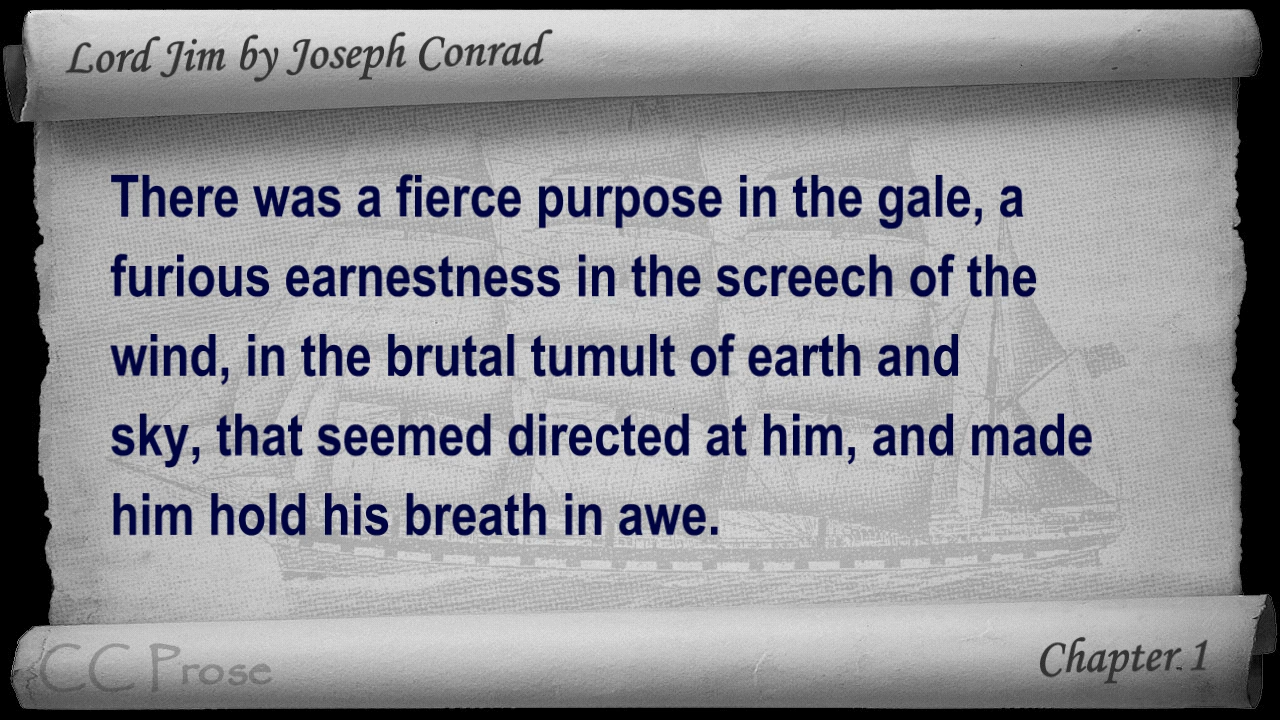 Lord Jim by Joseph Conrad
There was a fierce purpose in the gale, a
furious earnestness in the screech of the
wind, in the brutal tumult of earth and
sky, that seemed directed at him, and made
him hold his breath in awe.
CC Prose
Chapter 1